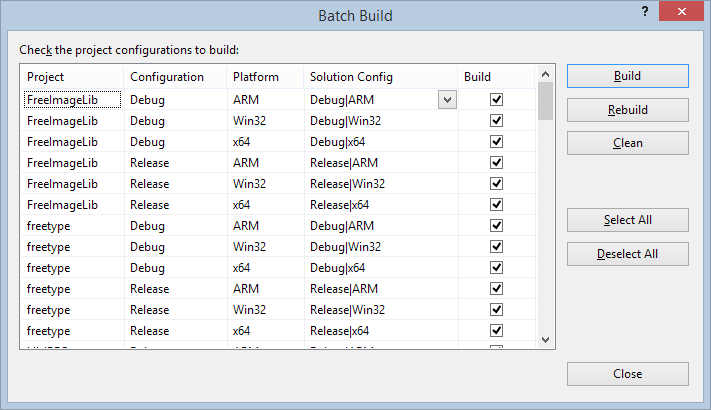 Batch Build
?
Check the project configurations to build:
Project Configuration Platform Solution Config Build
FreeImageLib Debug ARM Debug|ARM
FreeImageLib Debug Win32 Debug|Win32
FreeImageLib Debug x64 Debug|x64
FreeImageLib Release ARM Release|ARM
FreeImageLib Release Win32 Release|Win32
FreeImageLib Release x64 Release|x64
freetype Debug ARM Debug|ARM
freetype Debug Win32 Debug|Win32
freetype Debug x64 Debug|x64
freetype Release ARM Release|ARM
freetype Release Win32 Release|Win32
freetype Release x64 Release|x64
Build
Rebuild
Clean
Select All
Deselect All
Close